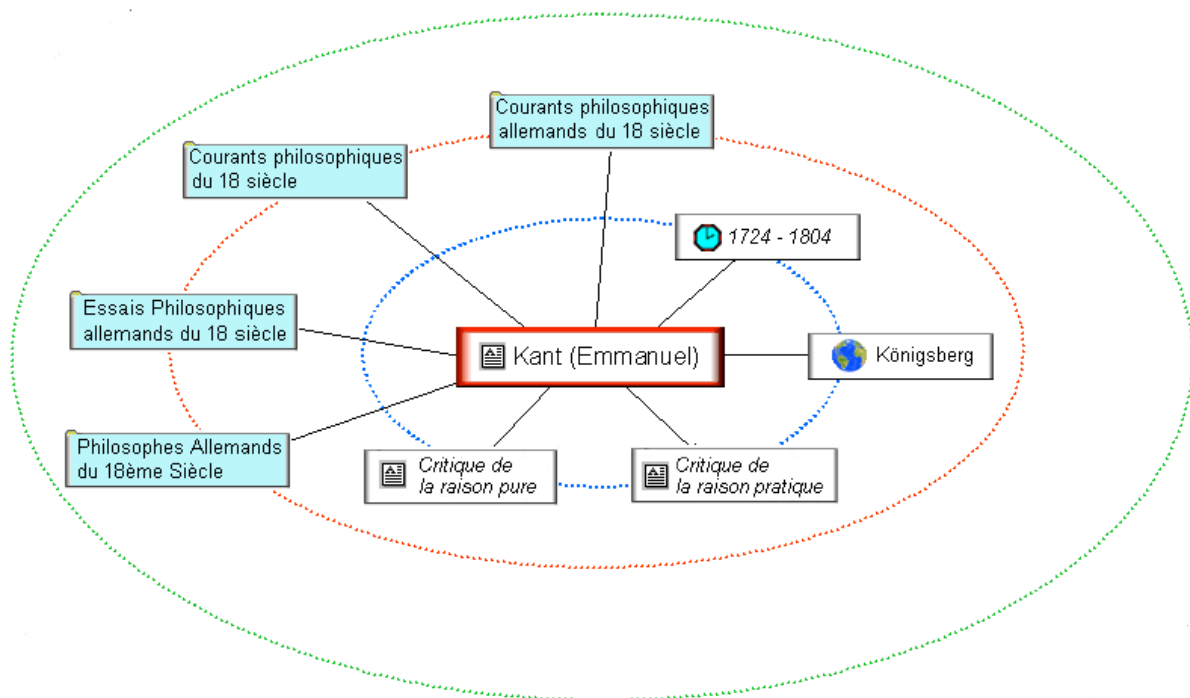 Courants philosophiques
allemands du 18 siècle
Courants philosophiques
du 18 siècle
1724 - 1804
Essais Philosophiques
allemands du 18 siècle
Kant (Emmanuel)
Königsberg
Philosophes Allemands
du 18ème Siècle
Critique de
la raison pure
Critique de
la raison pratique